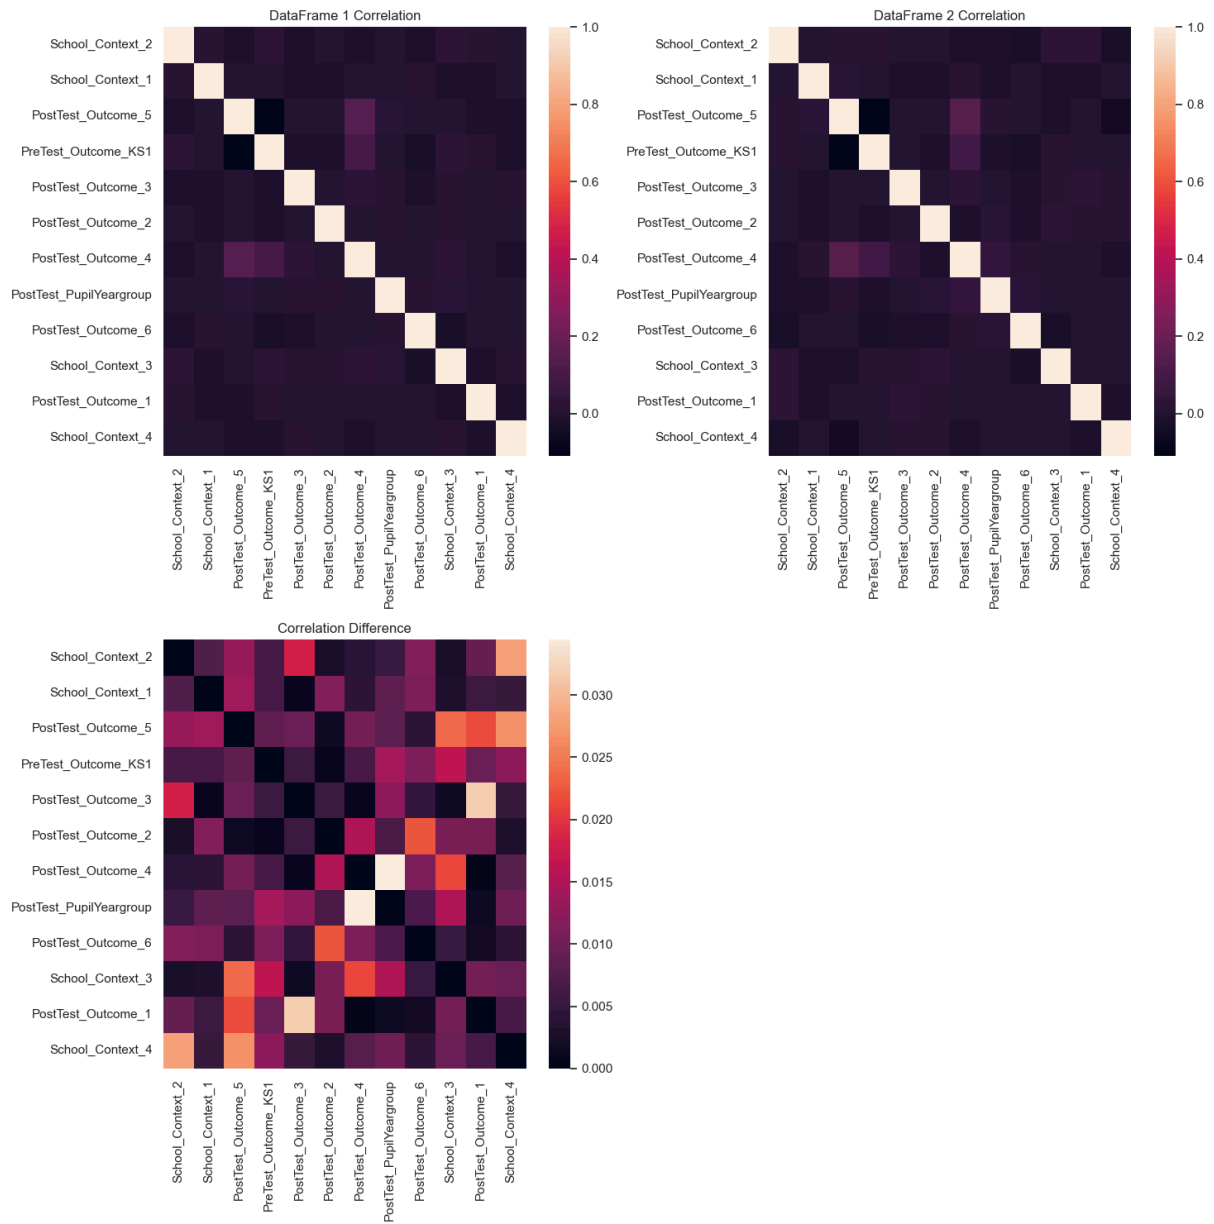 DataFrame 1 Correlation
School_Context_2
School_Context_1
PostTest_Outcome_5
PreTest_Outcome_KS1
PostTest_Outcome_3
PostTest_Outcome_2
PostTest_Outcome_4
PostTest_PupilYeargroup
PostTest_Outcome_6
School_Context_3
PostTest_Outcome_1
School_Context_4
School_Context_2
School_Context_1
PostTest_Outcome_5
PreTest_Outcome_KS1
PostTest_Outcome_3
PostTest_Outcome_2
PostTest_Outcome_4
PostTest_PupilYeargroup
PostTest_Outcome_6
School_Context_3
PostTest_Outcome_1
School_Context_4
1.0
0.8
0.6
0.4
0.2
0.0
DataFrame 2 Correlation
School_Context_2
School_Context_1
PostTest_Outcome_5
PreTest_Outcome_KS1
PostTest_Outcome_3
PostTest_Outcome_2
PostTest_Outcome_4
PostTest_PupilYeargroup
PostTest_Outcome_6
School_Context_3
PostTest_Outcome_1
School_Context_4
School_Context_2
School_Context_1
PostTest_Outcome_5
PreTest_Outcome_KS1
PostTest_Outcome_3
PostTest_Outcome_2
PostTest_Outcome_4
PostTest_PupilYeargroup
PostTest_Outcome_6
School_Context_3
PostTest_Outcome_1
School_Context_4
1.0
0.8
0.6
0.4
0.2
0.0
Correlation Difference
School_Context_2
School_Context_1
PostTest_Outcome_5
PreTest_Outcome_KS1
PostTest_Outcome_3
PostTest_Outcome_2
PostTest_Outcome_4
PostTest_PupilYeargroup
PostTest_Outcome_6
School_Context_3
PostTest_Outcome_1
School_Context_4
School_Context_2
School_Context_1
PostTest_Outcome_5
PreTest_Outcome_KS1
PostTest_Outcome_3
PostTest_Outcome_2
PostTest_Outcome_4
PostTest_PupilYeargroup
PostTest_Outcome_6
School_Context_3
PostTest_Outcome_1
School_Context_4
0.030
0.025
0.020
0.015
0.010
0.005
0.000